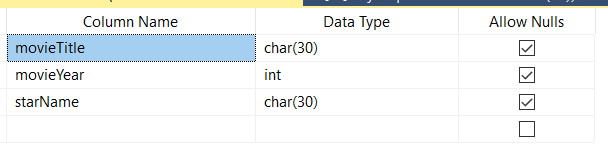 Column Name Data Type Allow Nulls
movieTitle char(30)
movieYear int
starName char(30)